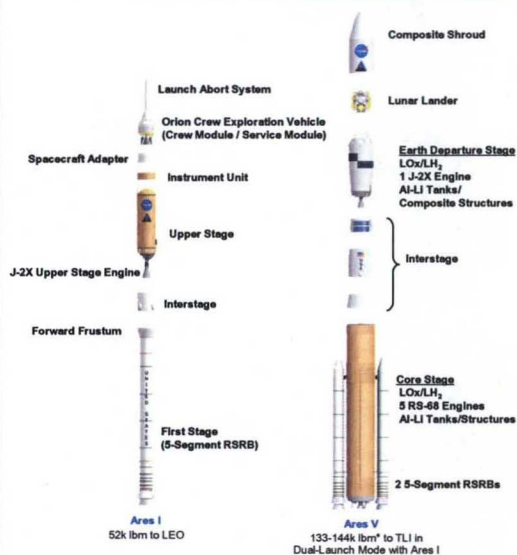 Launch Abort System
Orion Crew Exploration Vehicle
(Crew Module / Service Module)
Spacecraft Adapter
Instrument Unit
Upper Stage
J-2X Upper Stage Engine
Interstage
Forward Frustum
UNITED STATES
First Stage
(5-Segment RSRB)
Ares I
52k lbm to LEO
Composite Shroud
Lunar Lander
Earth Departure Stage
LOx/LH₂
1 J-2X Engine
Al-Li Tanks/
Composite Structures
Interstage
Core Stage
LOx/LH₂
5 RS-68 Engines
Al-Li Tanks/Structures
2 5-Segment RSRBs
Ares V
133-144k lbm* to TLI in
Dual-Launch Mode with Ares I